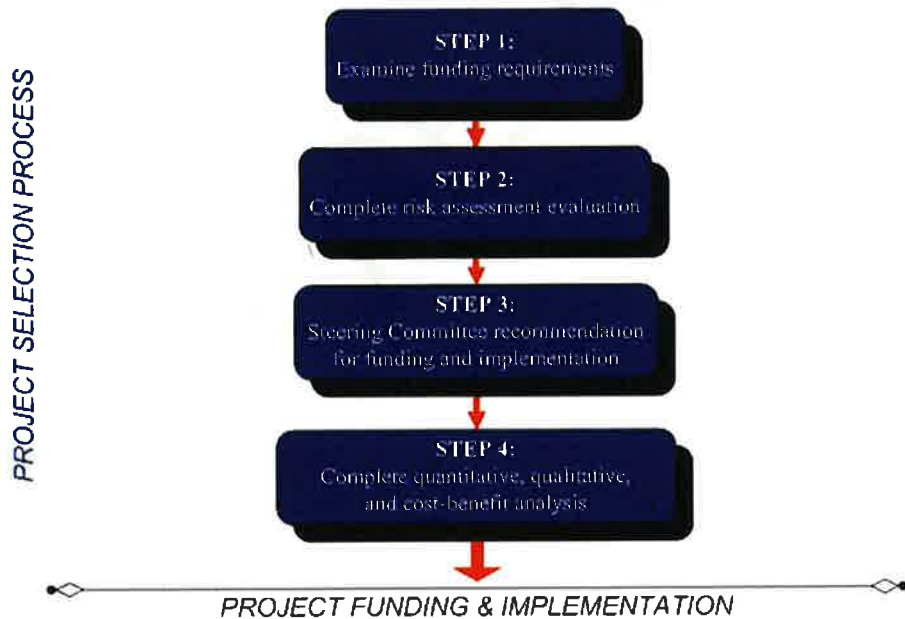 PROJECT SELECTION PROCESS
STEP 1:
Examine funding requirements
STEP 2:
Complete risk assessment evaluation
STEP 3:
Steering Committee recommendation
for funding and implementation
STEP 4:
Complete quantitative, qualitative,
and cost-benefit analysis
PROJECT FUNDING & IMPLEMENTATION